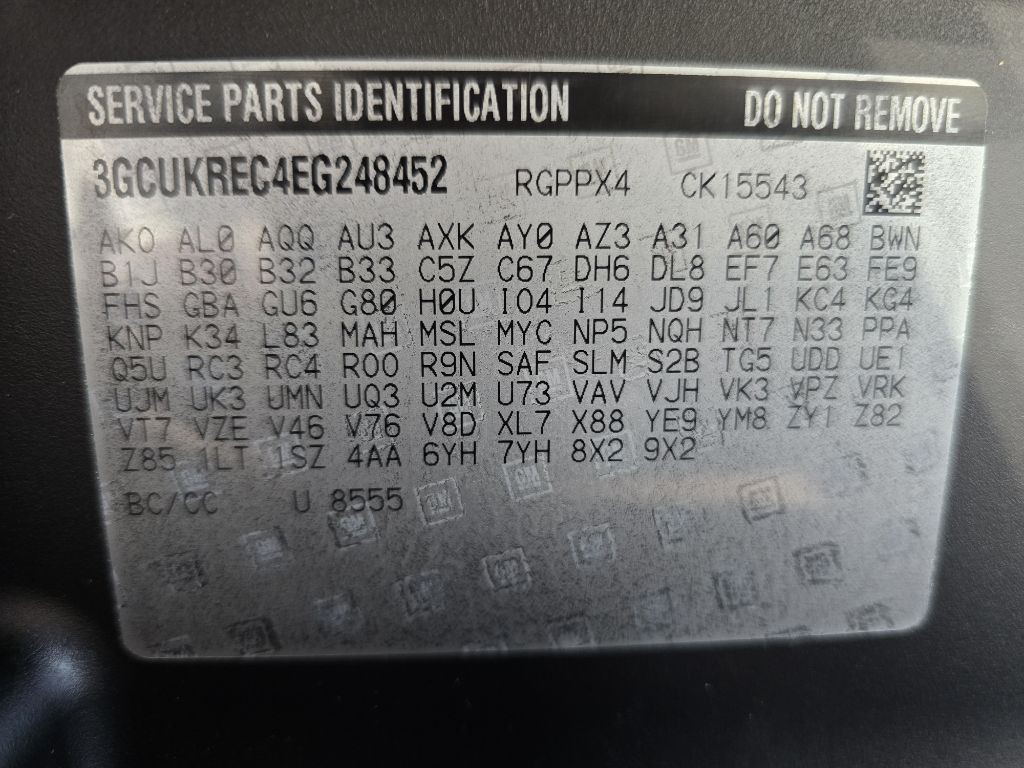 SERVICE PARTS IDENTIFICATION DO NOT REMOVE
3GCUKREC4EG248452 RGPPX4 CK15543
AKO AL0 AQQ AU3 AXK AY0 AZ3 A31 A60 A68 BWN
B1J B30 B32 B33 C5Z C67 DH6 DL8 EF7 E63 FE9
FHS GBA GU6 G80 H0U I04 I14 JD9 JL1 KC4 KG4
KNP K34 L83 MAH MSL MYC NP5 NQH NT7 N33 PPA
Q5U RC3 RC4 R00 R9N SAF SLM S2B TG5 UDD UE1
UJM UK3 UMN UQ3 U2M U73 VAV VJH VK3 VPZ VRK
VT7 VZE V46 V76 V8D XL7 X88 YE9 YM8 ZY1 Z82
Z85 1LT 1SZ 4AA 6YH 7YH 8X2 9X2
BC/CC U 8555